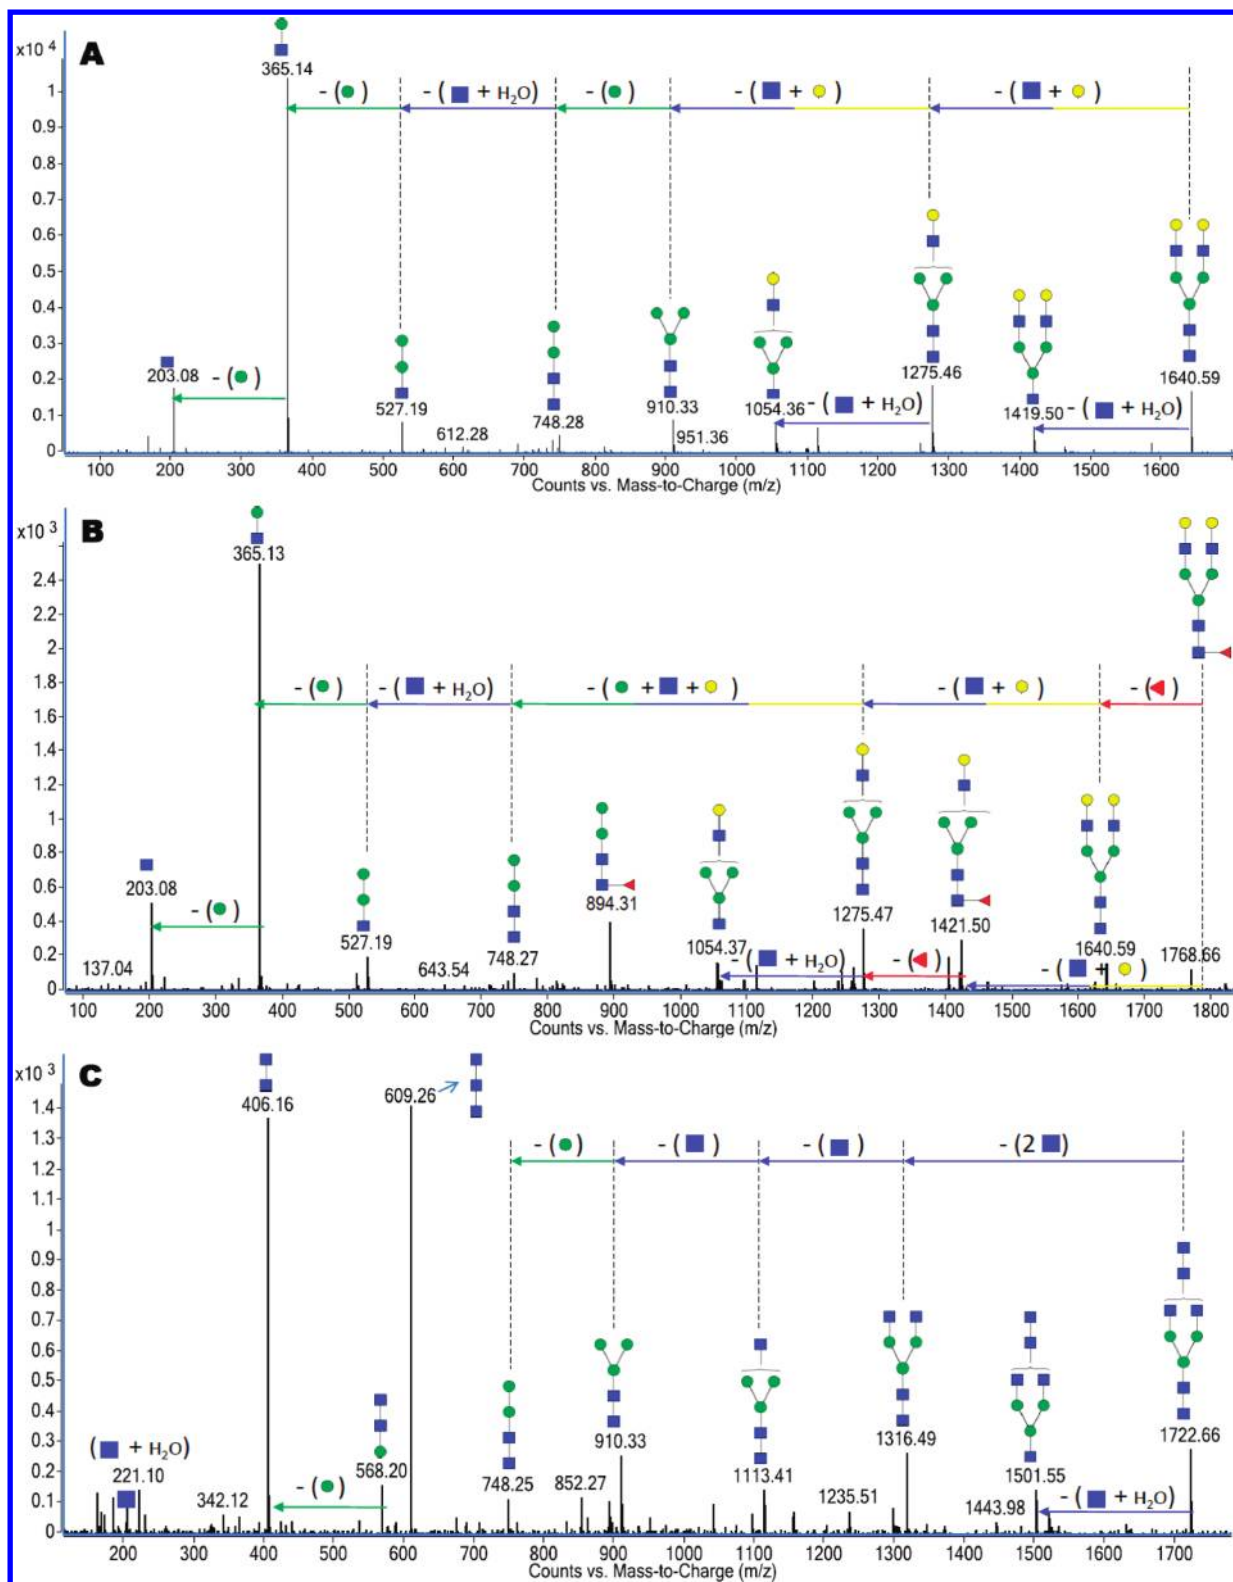 A
x10 4
1
0.9
0.8
0.7
0.6
0.5
0.4
0.3
0.2
0.1
0
365.14
- ( )
- ( + H2O)
- ( )
- ( + )
- ( + )
203.08
- ( )
527.19
612.28
748.28
910.33
951.36
1054.36
- ( + H2O)
1275.46
1419.50
- ( + H2O)
1640.59
100 200 300 400 500 600 700 800 900 1000 1100 1200 1300 1400 1500 1600
Counts vs. Mass-to-Charge (m/z)
B
x10 3
2.4
2.2
2
1.8
1.6
1.4
1.2
1
0.8
0.6
0.4
0.2
0
365.13
- ( )
- ( + H2O)
- ( + + )
- ( + )
- ( )
137.04
203.08
- ( )
527.19
643.54
748.27
894.31
1054.37
- ( + H2O)
1275.47
- ( )
1421.50
- ( + )
1640.59
1768.66
100 200 300 400 500 600 700 800 900 1000 1100 1200 1300 1400 1500 1600 1700 1800
Counts vs. Mass-to-Charge (m/z)
C
x10 3
1.4
1.3
1.2
1.1
1
0.9
0.8
0.7
0.6
0.5
0.4
0.3
0.2
0.1
0
406.16
609.26
- ( )
- ( )
- ( )
- (2 )
( + H2O)
221.10
342.12
- ( )
568.20
748.25
852.27
910.33
1113.41
1235.51
1316.49
1443.98
1501.55
- ( + H2O)
1722.66
200 300 400 500 600 700 800 900 1000 1100 1200 1300 1400 1500 1600 1700
Counts vs. Mass-to-Charge (m/z)